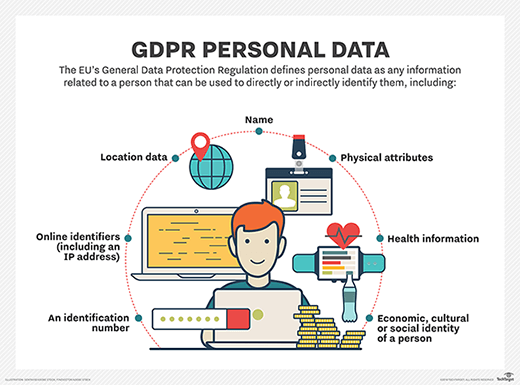 GDPR PERSONAL DATA
The EU's General Data Protection Regulation defines personal data as any information
related to a person that can be used to directly or indirectly identify them, including:
Name
Location data
Physical attributes
Online identifiers
(including an
IP address)
Health information
An identification
number
Economic, cultural
or social identity
of a person
TechTarget